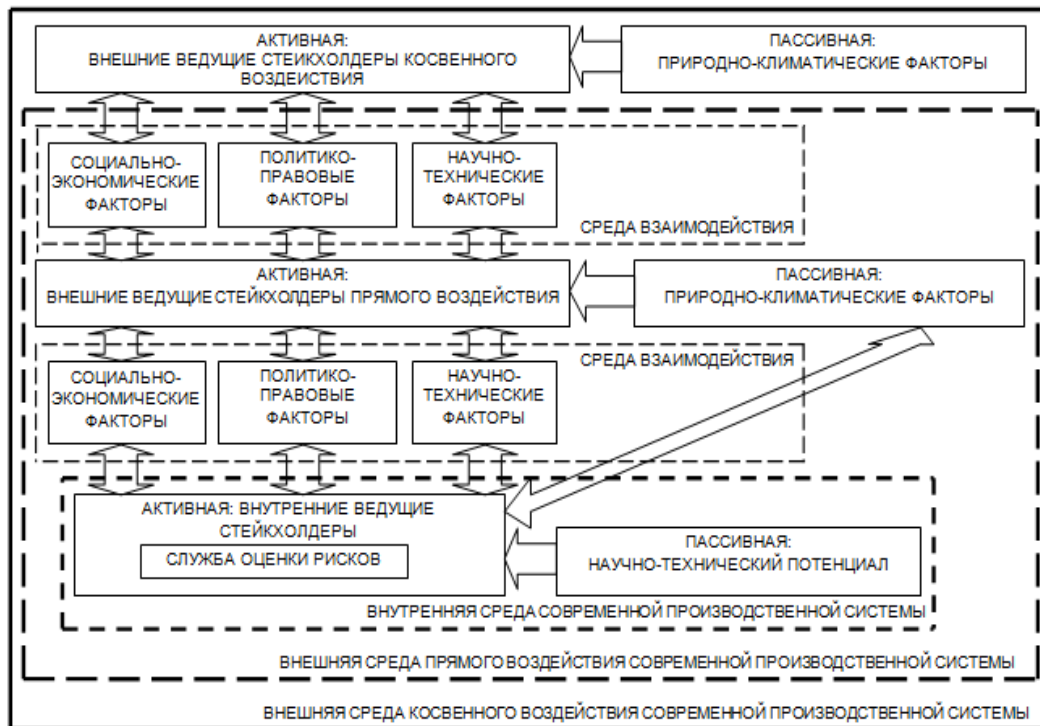 АКТИВНАЯ:
ВНЕШНИЕ ВЕДУЩИЕ СТЕЙКХОЛДЕРЫ КОСВЕННОГО
ВОЗДЕИСТВИЯ
ПАССИВНАЯ:
ПРИРОДНО-КЛИМАТИЧЕСКИЕ ФАКТОРЫ
СОЦИАЛЬНО-
ЭКОНОМИЧЕСКИЕ
ФАКТОРЫ
ПОЛИТИКО-
ПРАВОВЫЕ
ФАКТОРЫ
НАУЧНО-
ТЕХНИЧЕСКИЕ
ФАКТОРЫ
СРЕДА ВЗАИМОДЕЙСТВИЯ
АКТИВНАЯ:
ВНЕШНИЕ ВЕДУЩИЕ СТЕЙКХОЛДЕРЫ ПРЯМОГО ВОЗДЕЙСТВИЯ
ПАССИВНАЯ:
ПРИРОДНО-КЛИМАТИЧЕСКИЕ ФАКТОРЫ
СРЕДА ВЗАИМОДЕЙСТВИЯ
СОЦИАЛЬНО-
ЭКОНОМИЧЕСКИЕ
ФАКТОРЫ
ПОЛИТИКО-
ПРАВОВЫЕ
ФАКТОРЫ
НАУЧНО-
ТЕХНИЧЕСКИЕ
ФАКТОРЫ
АКТИВНАЯ: ВНУТРЕННИЕ ВЕДУЩИЕ
СТЕЙКХОЛДЕРЫ
СЛУЖБА ОЦЕНКИ РИСКОВ
ПАССИВНАЯ:
НАУЧНО-ТЕХНИЧЕСКИЙ ПОТЕНЦИАЛ
ВНУТРЕННЯЯ СРЕДА СОВРЕМЕННОЙ ПРОИЗВОДСТВЕННОЙ СИСТЕМЫ
ВНЕШНЯЯ СРЕДА ПРЯМОГО ВОЗДЕЙСТВИЯ СОВРЕМЕННОЙ ПРОИЗВОДСТВЕННОЙ СИСТЕМЫ
ВНЕШНЯЯ СРЕДА КОСВЕННОГО ВОЗДЕЙСТВИЯ СОВРЕМЕННОЙ ПРОИЗВОДСТВЕННОЙ СИСТЕМЫ